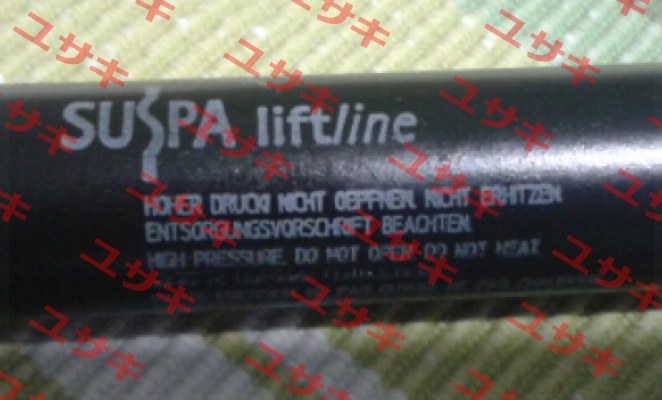 SUSPA liftline
HOHER DRUCK! NICHT OEFFNEN, NICHT ERHITZEN.
ENTSORGUNGSVORSCHRIFT BEACHTEN.
HIGH PRESSURE. DO NOT OPEN. DO NOT HEAT
ユサキ